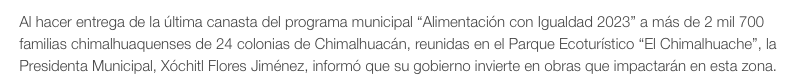 Al hacer entrega de la última canasta del programa municipal “Alimentación con Igualdad 2023” a más de 2 mil 700
familias chimalhuaquenses de 24 colonias de Chimalhuacán, reunidas en el Parque Ecoturístico “El Chimalhuache”, la
Presidenta Municipal, Xóchitl Flores Jiménez, informó que su gobierno invierte en obras que impactarán en esta zona.